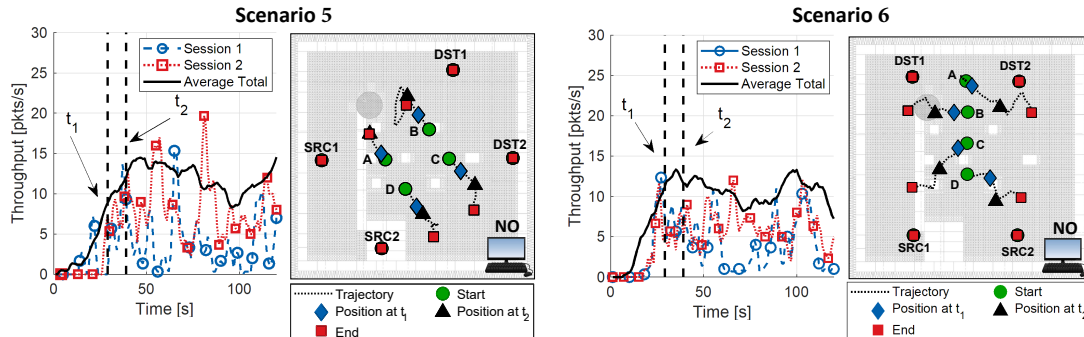 Scenario 5
30
25
20
15
10
5
0
Throughput [pkts/s]
0
50
100
Time [s]
Session 1
Session 2
Average Total
t1
t2
DST1
B
SRC1
A
C
DST2
D
SRC2
NO
Trajectory
Start
Position at t1
Position at t2
End
Scenario 6
30
25
20
15
10
5
0
Throughput [pkts/s]
0
50
100
Time [s]
Session 1
Session 2
Average Total
t1
t2
DST1
A
DST2
B
C
D
SRC1
SRC2
NO
Trajectory
Start
Position at t1
Position at t2
End